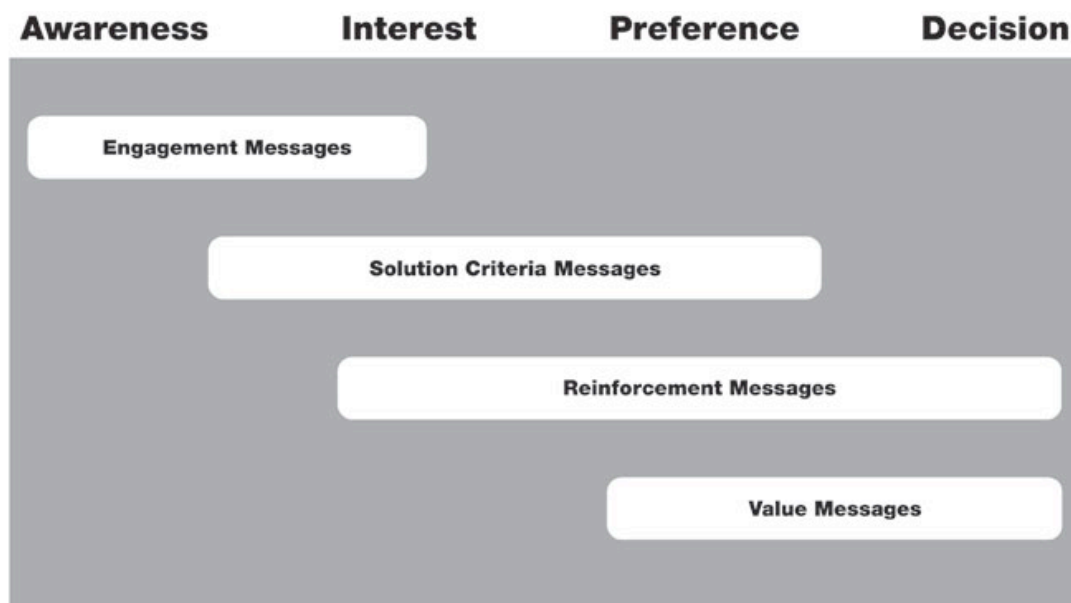 Awareness Interest Preference Decision
Engagement Messages
Solution Criteria Messages
Reinforcement Messages
Value Messages